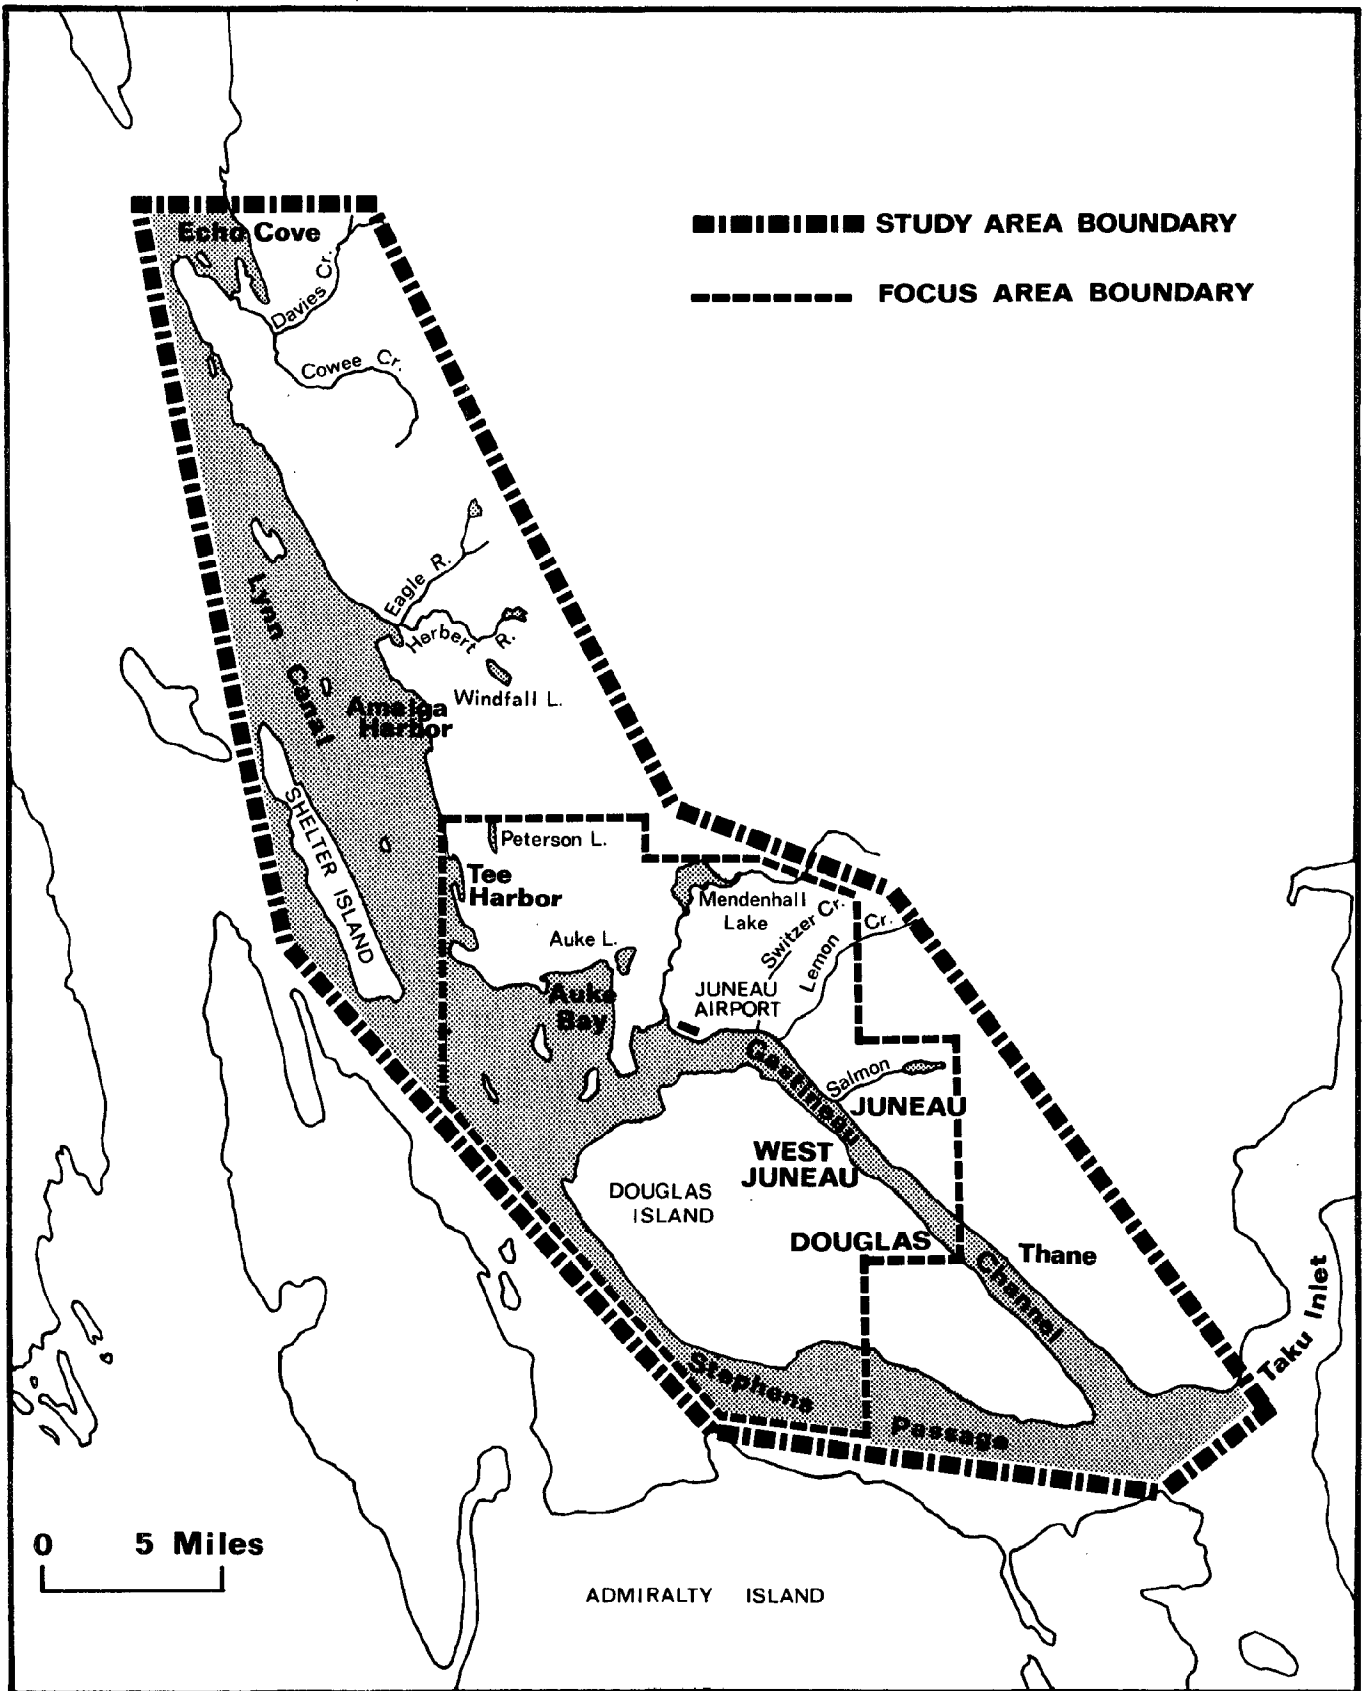 STUDY AREA BOUNDARY
FOCUS AREA BOUNDARY
Echo Cove
Davies Cr.
Cowee Cr.
Eagle R.
Herbert R.
Windfall L.
Lynn Canal
Amalga
Harbor
SHELTER ISLAND
Peterson L.
Tee
Harbor
Mendenhall
Lake
Switzer Cr.
Lemon Cr.
Auke L.
Auke
Bay
JUNEAU
AIRPORT
Gastineau Channel
Salmon
JUNEAU
WEST
JUNEAU
DOUGLAS
ISLAND
DOUGLAS
Thane
Taku Inlet
Stephens Passage
0 5 Miles
ADMIRALTY ISLAND